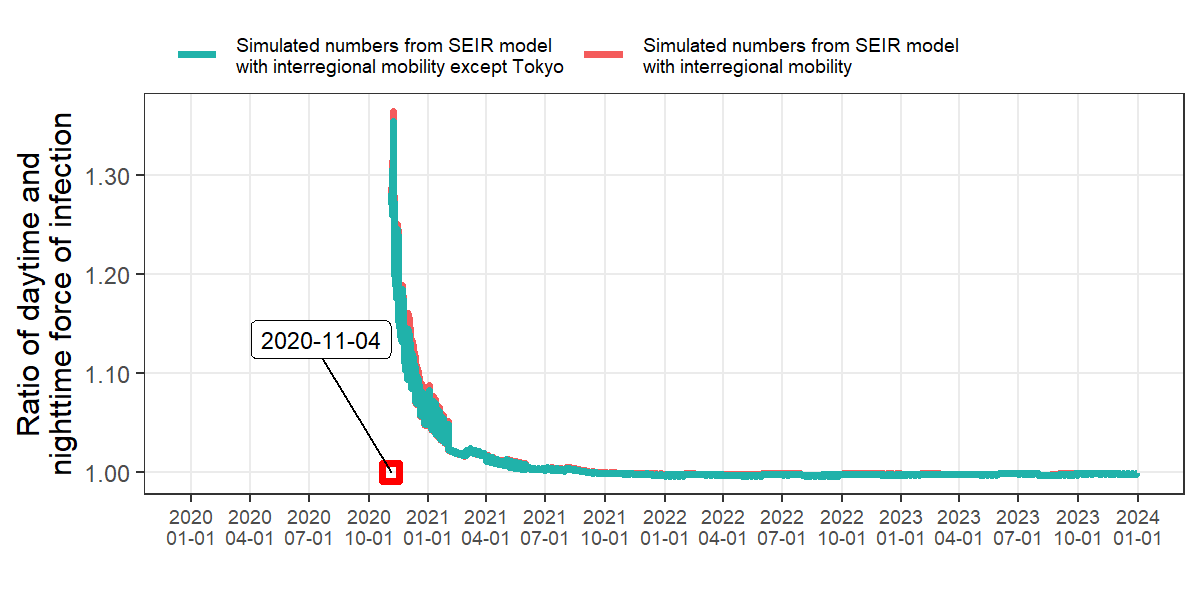 Simulated numbers from SEIR model
with interregional mobility except Tokyo
Simulated numbers from SEIR model
with interregional mobility
Ratio of daytime and
nighttime force of infection
1.30
1.20
1.10
1.00
2020-11-04
2020 2020 2020 2020 2021 2021 2021 2021 2022 2022 2022 2022 2023 2023 2023 2023 2024
01-01 04-01 07-01 10-01 01-01 04-01 07-01 10-01 01-01 04-01 07-01 10-01 01-01 04-01 07-01 10-01 01-01